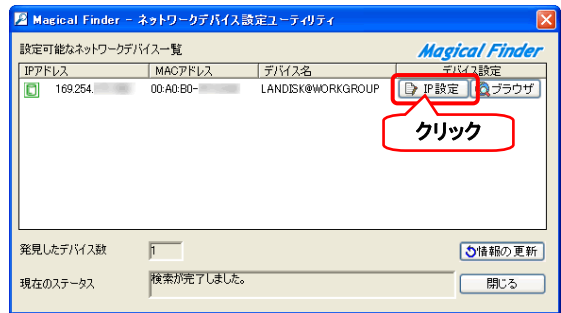 Magical Finder - ネットワークデバイス設定ユーティリティ
設定可能なネットワークデバイス一覧
Magical Finder
IPアドレス MACアドレス デバイス名 デバイス設定
169.254. 00:A0:B0- LANDISK@WORKGROUP IP設定 ブラウザ
クリック
発見したデバイス数 1 情報の更新
現在のステータス 検索が完了しました。 閉じる